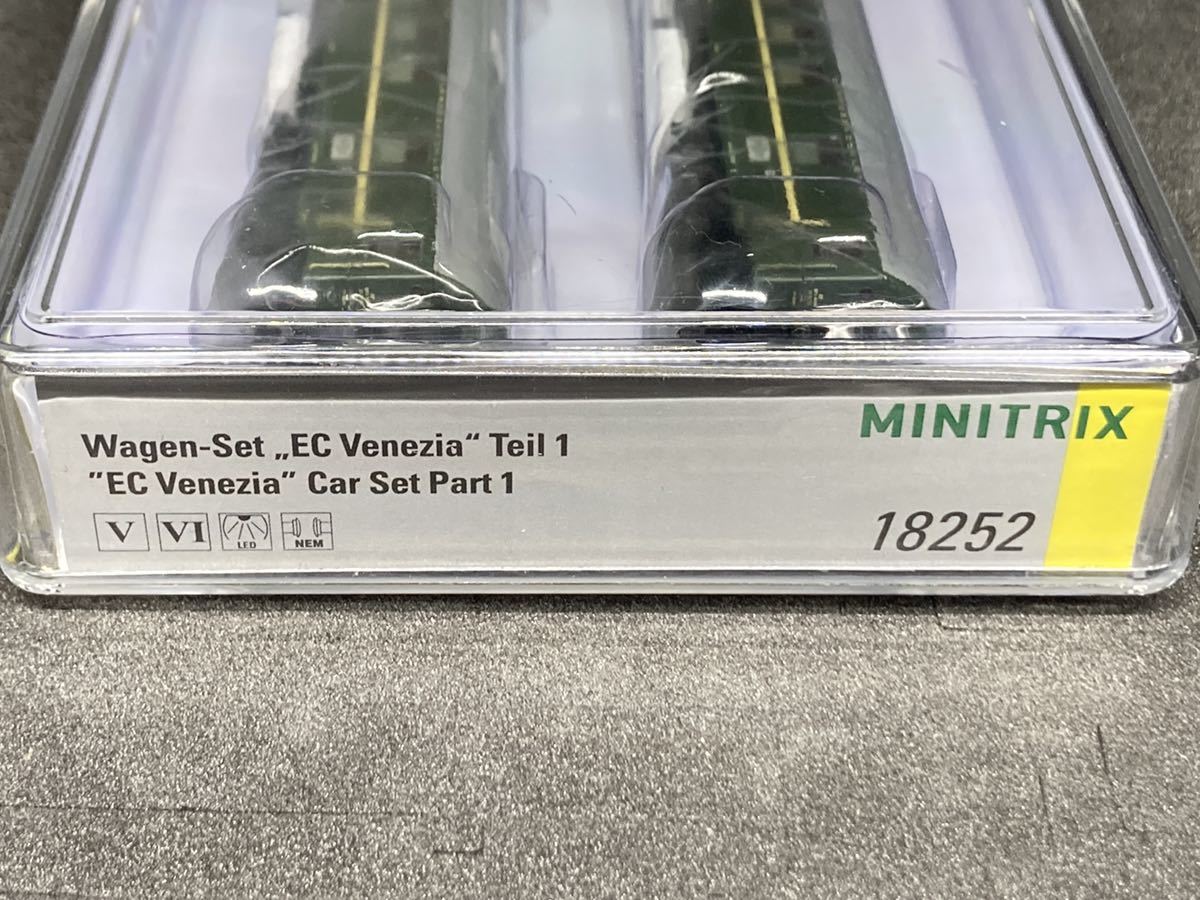 Wagen-Set „EC Venezia“ Teil 1
”EC Venezia” Car Set Part 1
V VI LED NEM
MINITRIX
18252